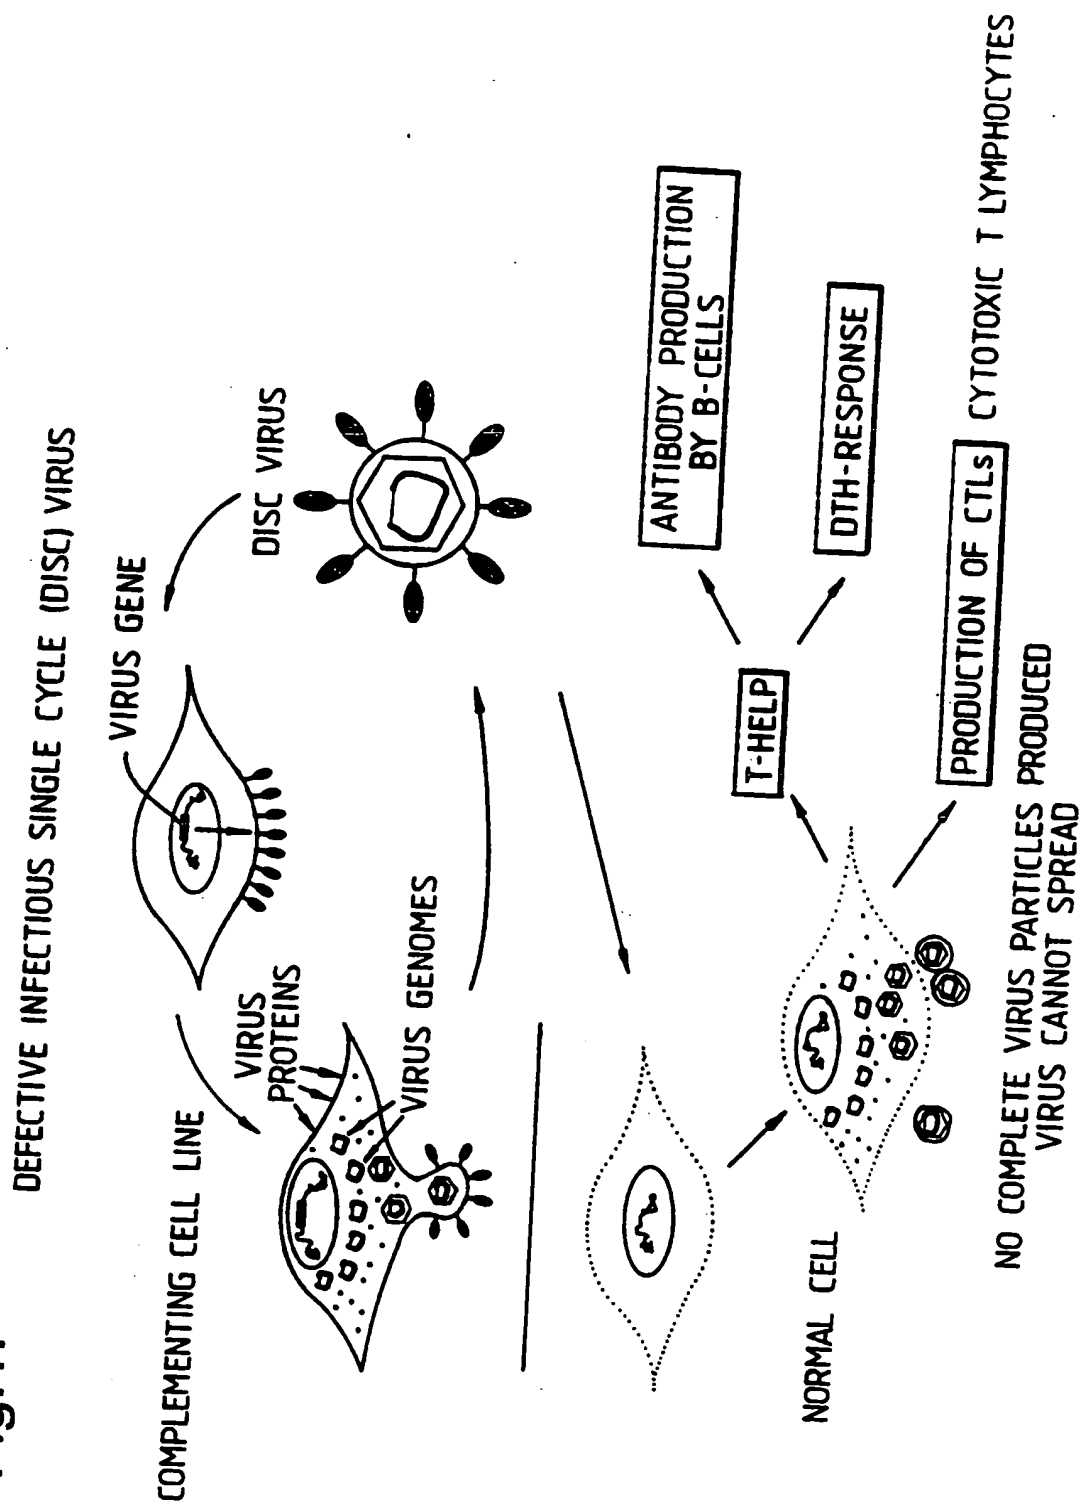 DEFECTIVE INFECTIOUS SINGLE CYCLE (DISC) VIRUS
COMPLEMENTING CELL LINE
VIRUS GENE
VIRUS
PROTEINS
VIRUS GENOMES
DISC VIRUS
NORMAL CELL
T-HELP
ANTIBODY PRODUCTION
BY B-CELLS
DTH-RESPONSE
PRODUCTION OF CTLs CYTOTOXIC T LYMPHOCYTES
NO COMPLETE VIRUS PARTICLES PRODUCED
VIRUS CANNOT SPREAD